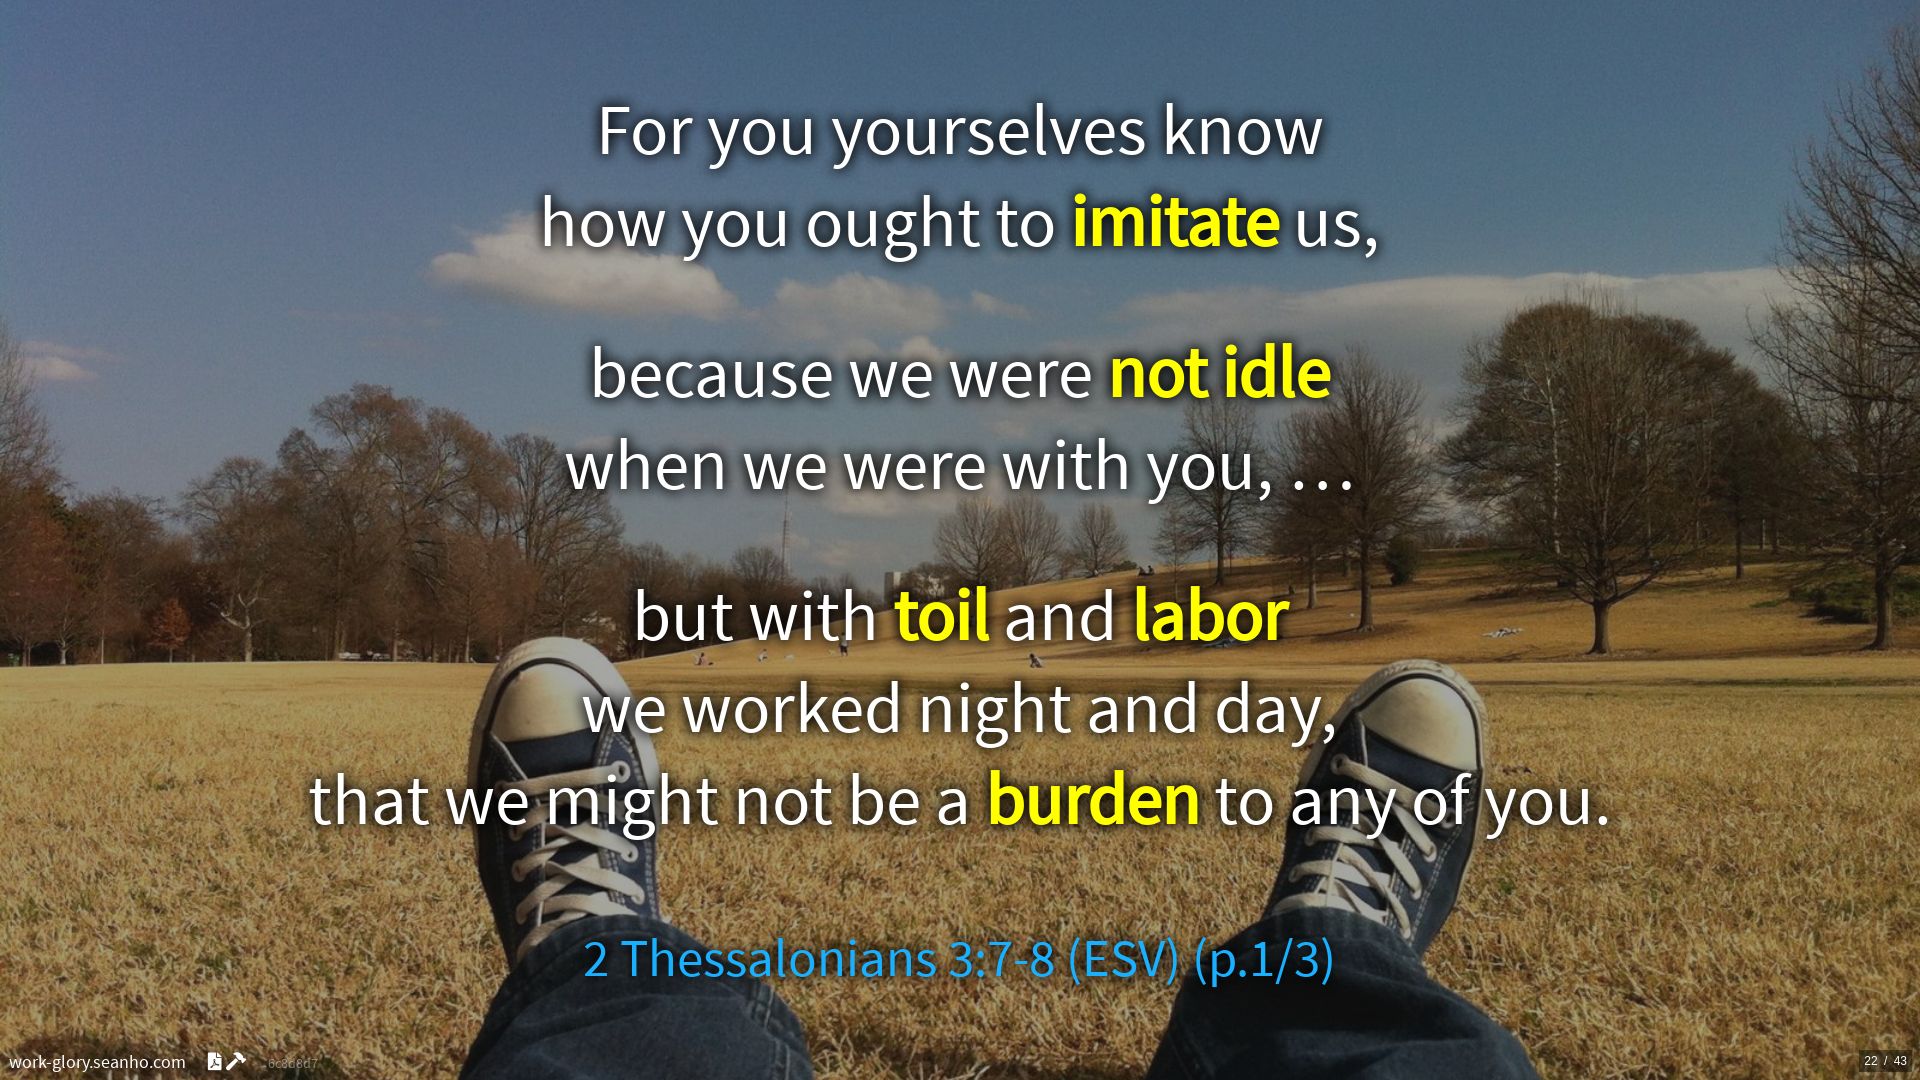 For you yourselves know
how you ought to imitate us,
because we were not idle
when we were with you, …
but with toil and labor
we worked night and day,
that we might not be a burden to any of you.
2 Thessalonians 3:7-8 (ESV) (p.1/3)
work-glory.seanho.com
22 / 43